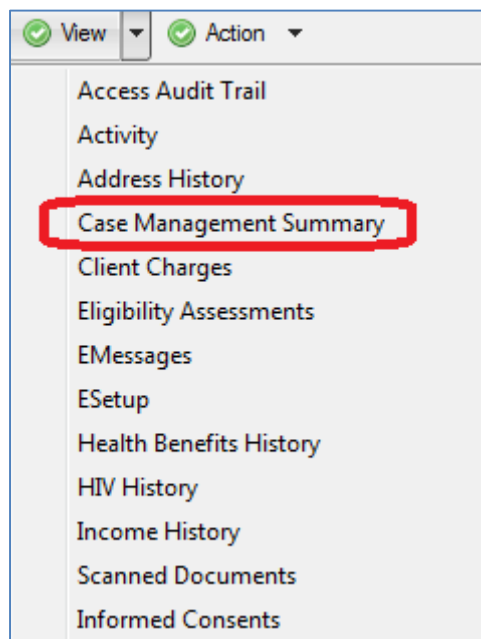 View Action
Access Audit Trail
Activity
Address History
Case Management Summary
Client Charges
Eligibility Assessments
EMessages
ESetup
Health Benefits History
HIV History
Income History
Scanned Documents
Informed Consents